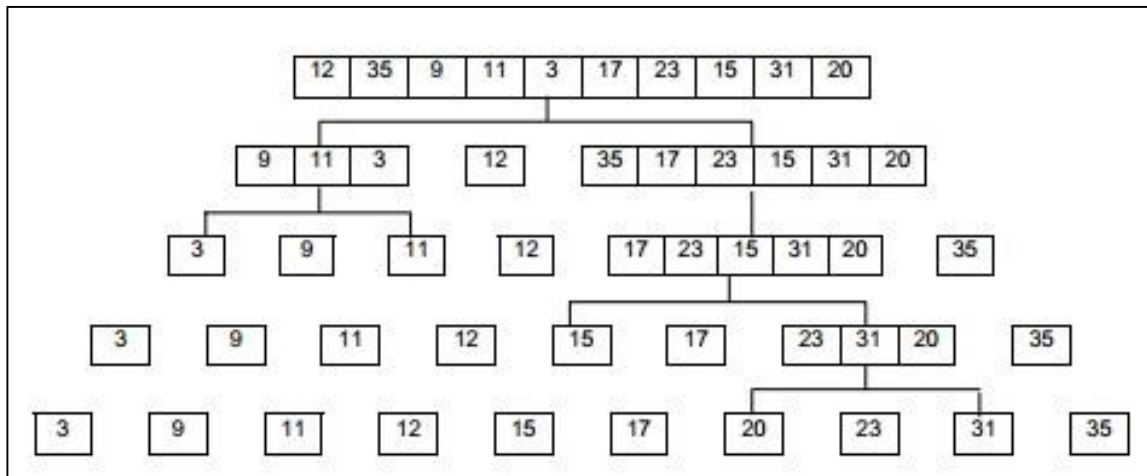 12 35 9 11 3 17 23 15 31 20
9 11 3 12 35 17 23 15 31 20
3 9 11 12 17 23 15 31 20 35
3 9 11 12 15 17 23 31 20 35
3 9 11 12 15 17 20 23 31 35